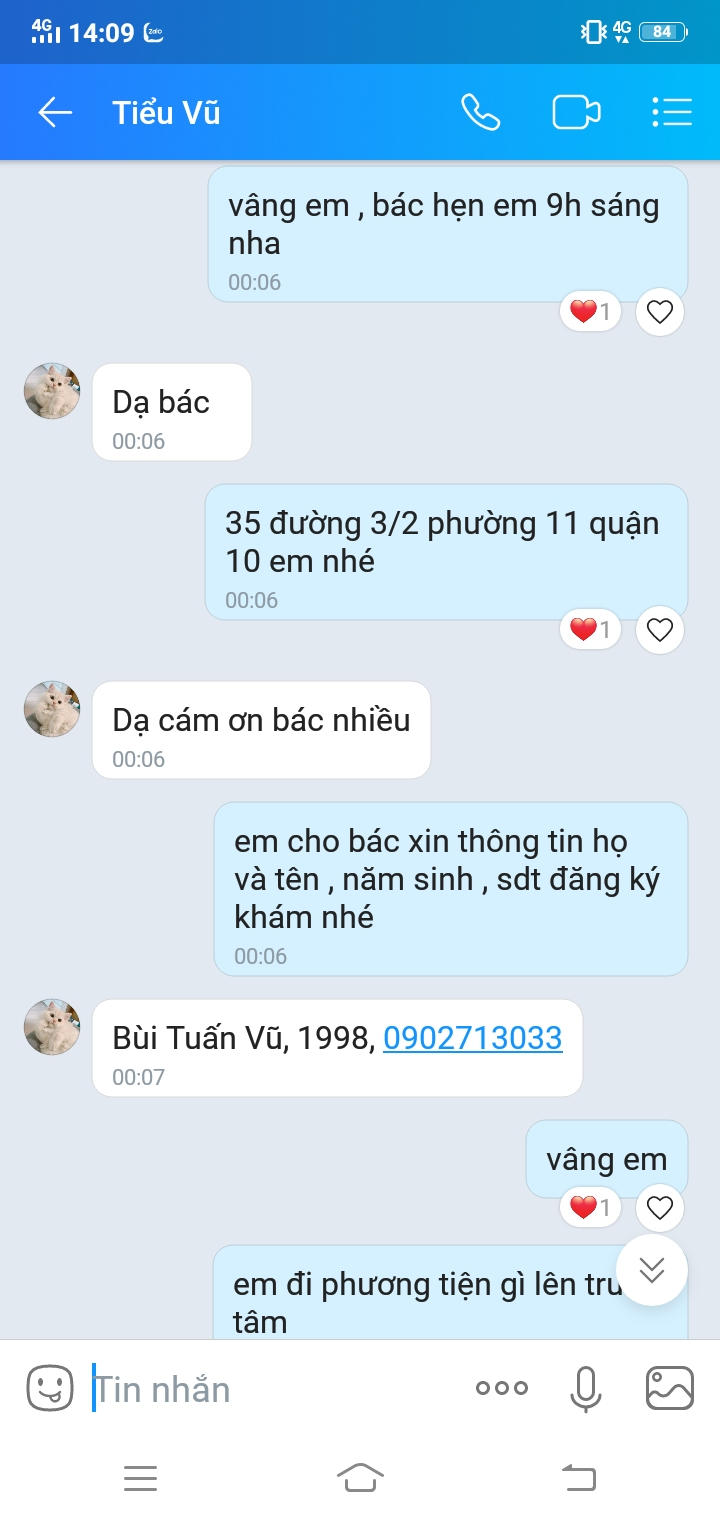 4G 14:09 Zalo 4G 84
Tiểu Vũ
vâng em , bác hẹn em 9h sáng
nha
00:06
1
Dạ bác
00:06
35 đường 3/2 phường 11 quận
10 em nhé
00:06
1
Dạ cám ơn bác nhiều
00:06
em cho bác xin thông tin họ
và tên , năm sinh , sdt đăng ký
khám nhé
00:06
Bùi Tuấn Vũ, 1998, 0902713033
00:07
vâng em
1
em đi phương tiện gì lên tru
tâm
Tin nhắn